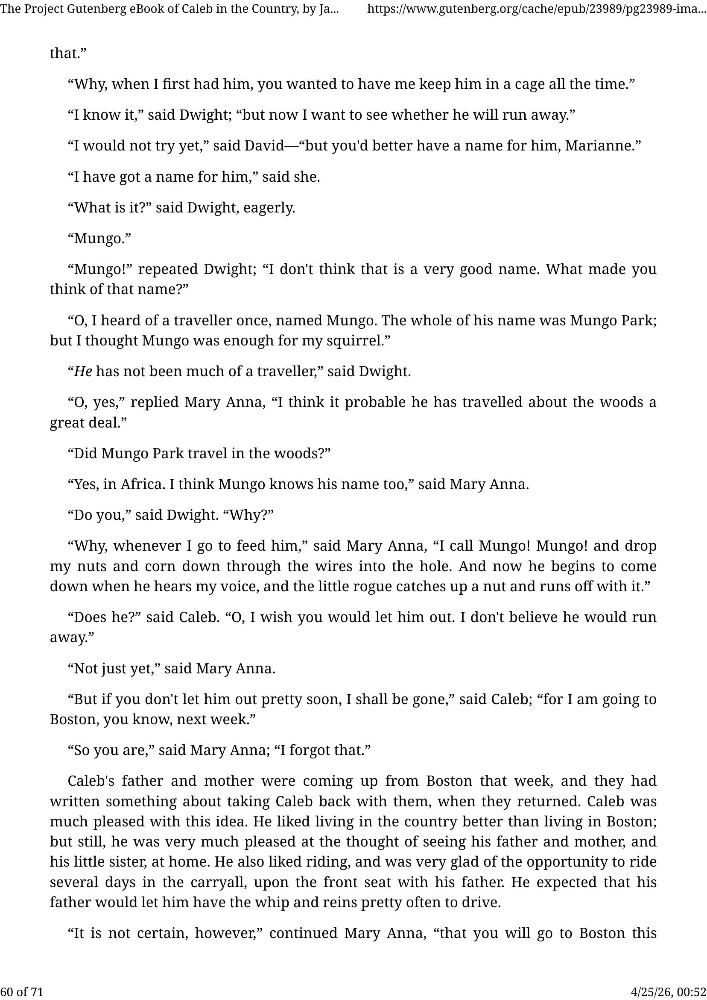 The Project Gutenberg eBook of Caleb in the Country, by Ja... https://www.gutenberg.org/cache/epub/23989/pg23989-ima...
that.”
“Why, when I first had him, you wanted to have me keep him in a cage all the time.”
“I know it,” said Dwight; “but now I want to see whether he will run away.”
“I would not try yet,” said David—“but you'd better have a name for him, Marianne.”
“I have got a name for him,” said she.
“What is it?” said Dwight, eagerly.
“Mungo.”
“Mungo!” repeated Dwight; “I don't think that is a very good name. What made you
think of that name?”
“O, I heard of a traveller once, named Mungo. The whole of his name was Mungo Park;
but I thought Mungo was enough for my squirrel.”
“He has not been much of a traveller,” said Dwight.
“O, yes,” replied Mary Anna, “I think it probable he has travelled about the woods a
great deal.”
“Did Mungo Park travel in the woods?”
“Yes, in Africa. I think Mungo knows his name too,” said Mary Anna.
“Do you,” said Dwight. “Why?”
“Why, whenever I go to feed him,” said Mary Anna, “I call Mungo! Mungo! and drop
my nuts and corn down through the wires into the hole. And now he begins to come
down when he hears my voice, and the little rogue catches up a nut and runs off with it.”
“Does he?” said Caleb. “O, I wish you would let him out. I don't believe he would run
away.”
“Not just yet,” said Mary Anna.
“But if you don't let him out pretty soon, I shall be gone,” said Caleb; “for I am going to
Boston, you know, next week.”
“So you are,” said Mary Anna; “I forgot that.”
Caleb's father and mother were coming up from Boston that week, and they had
written something about taking Caleb back with them, when they returned. Caleb was
much pleased with this idea. He liked living in the country better than living in Boston;
but still, he was very much pleased at the thought of seeing his father and mother, and
his little sister, at home. He also liked riding, and was very glad of the opportunity to ride
several days in the carryall, upon the front seat with his father. He expected that his
father would let him have the whip and reins pretty often to drive.
“It is not certain, however,” continued Mary Anna, “that you will go to Boston this
60 of 71 4/25/26, 00:52